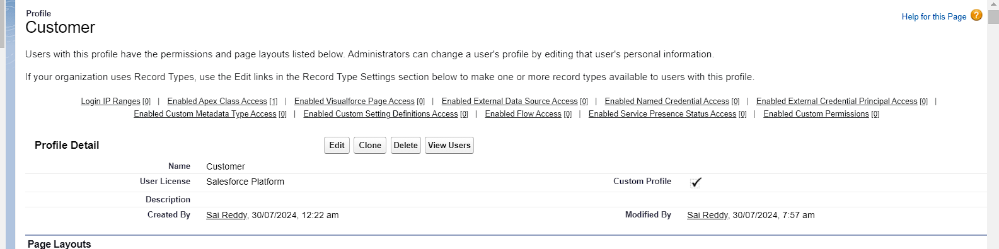 Profile
Customer
Help for this Page ?
Users with this profile have the permissions and page layouts listed below. Administrators can change a user's profile by editing that user's personal information.
If your organization uses Record Types, use the Edit links in the Record Type Settings section below to make one or more record types available to users with this profile.
Login IP Ranges [0] | Enabled Apex Class Access [1] | Enabled Visualforce Page Access [0] | Enabled External Data Source Access [0] | Enabled Named Credential Access [0] | Enabled External Credential Principal Access [0] |
Enabled Custom Metadata Type Access [0] | Enabled Custom Setting Definitions Access [0] | Enabled Flow Access [0] | Enabled Service Presence Status Access [0] | Enabled Custom Permissions [0]
Profile Detail Edit Clone Delete View Users
Name Customer
User License Salesforce Platform Custom Profile ✓
Description
Created By Sai Reddy, 30/07/2024, 12:22 am Modified By Sai Reddy, 30/07/2024, 7:57 am
Page Layouts